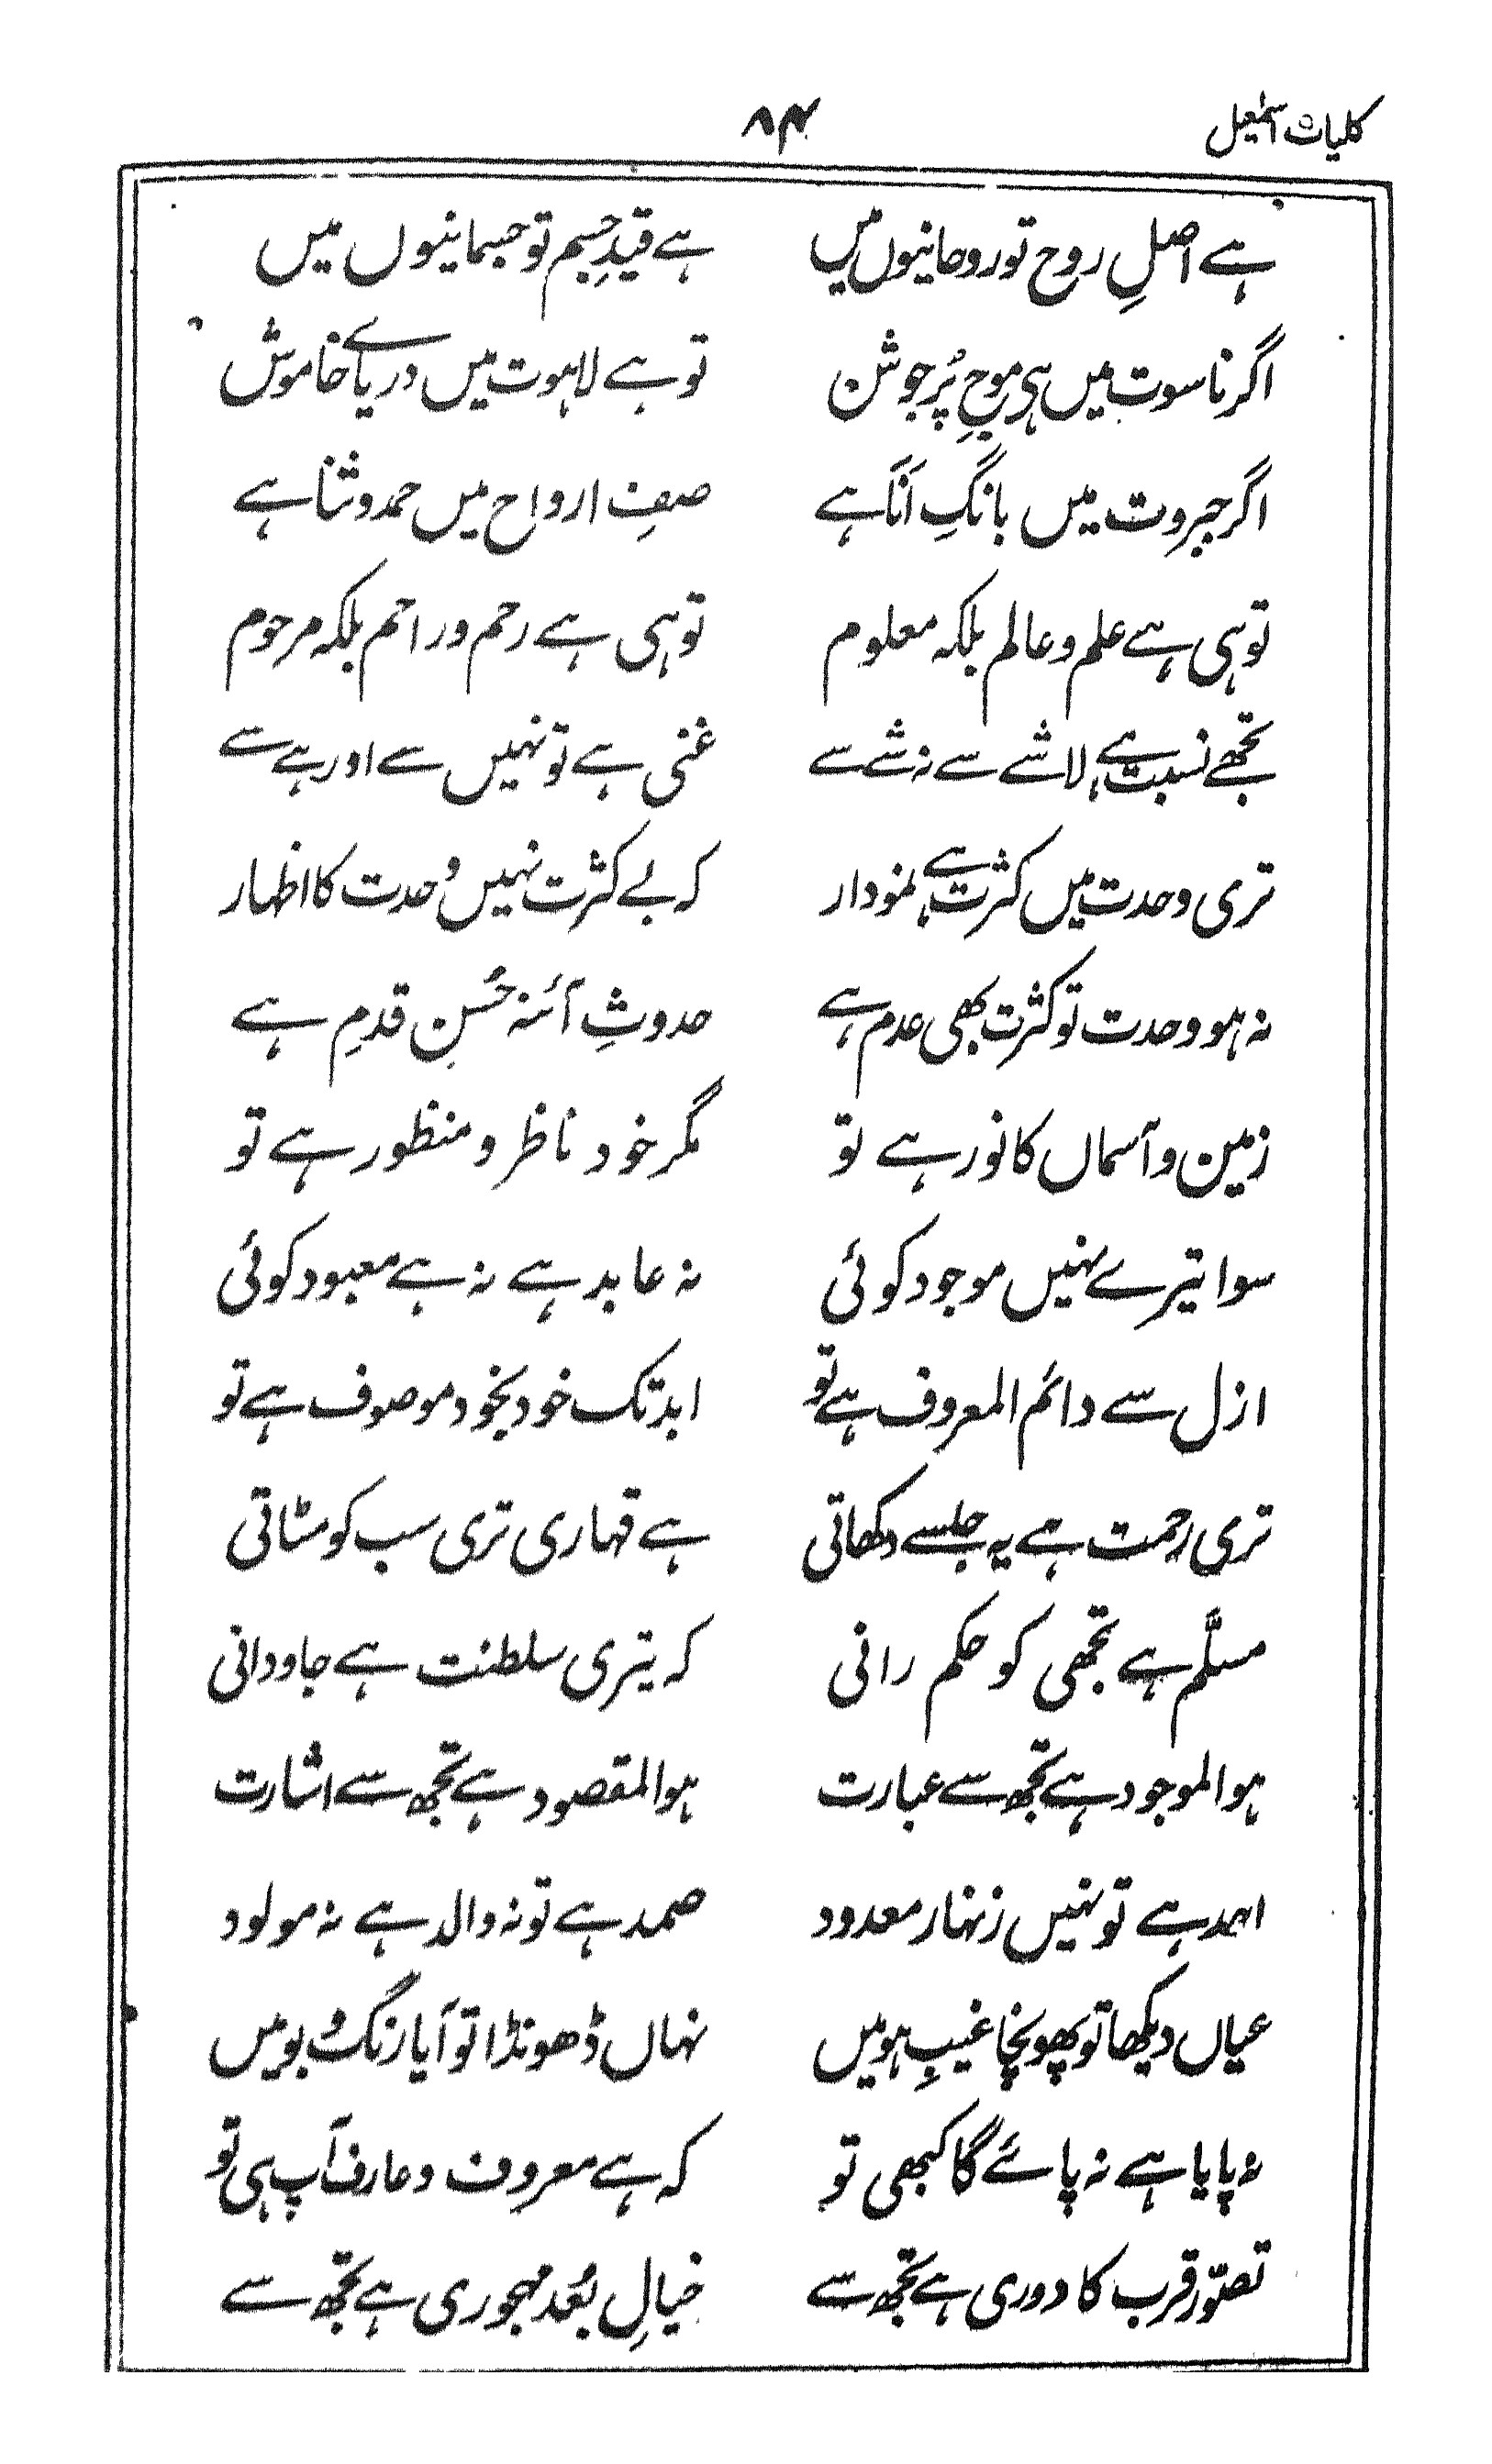 کلیات اسمٰعیل ۸۴
ہے اصلِ روح تو روحانیوں میں ہے قیدِ جسم تو جسمانیوں میں
اگر ناسوت میں ہی موجِ پُر جوش تو ہے لاہوت میں دریاے خاموش
اگر جبروت میں بانگِ اَنَا ہے صفِ ارواح میں حمد و ثنا ہے
تو ہی ہے علم و عالم بلکہ معلوم تو ہی ہے رحم و راحم بلکہ مرحوم
تجھے نسبت ہے لاشے سے نہ شے سے غنی ہے تو نہیں سے اور ہے سے
تری وحدت میں کثرت ہے نمودار کہ بے کثرت نہیں وحدت کا اظہار
نہ ہو وحدت تو کثرت بھی عدم ہے حدوثِ آئنہ حُسنِ قدم ہے
زمین و آسماں کا نور ہے تو مگر خود ناظر و منظور ہے تو
سوا تیرے نہیں موجود کوئی نہ عابد ہے نہ ہے معبود کوئی
ازل سے دائم المعروف ہے تو ابد تک خود بخود موصوف ہے تو
تری رحمت ہے یہ جلسے دکھاتی ہے قہاری تری سب کو مٹاتی
مسلَّم ہے تجھی کو حکم رانی کہ تیری سلطنت ہے جاودانی
ہوالموجود ہے تجھ سے عبارت ہوالمقصود ہے تجھ سے اشارت
احد ہے تو نہیں زنہار معدود صمد ہے تو نہ والد ہے نہ مولود
عیاں دیکھا تو پھونچا غیبِ ہو میں نہاں ڈھونڈا تو آیا رنگ و بو میں
نہ پایا ہے نہ پائے گا کبھی تو کہ ہے معروف و عارف آپ ہی تو
تصوّر قرب کا دوری ہے تجھ سے خیالِ بُعد مہجوری ہے تجھ سے